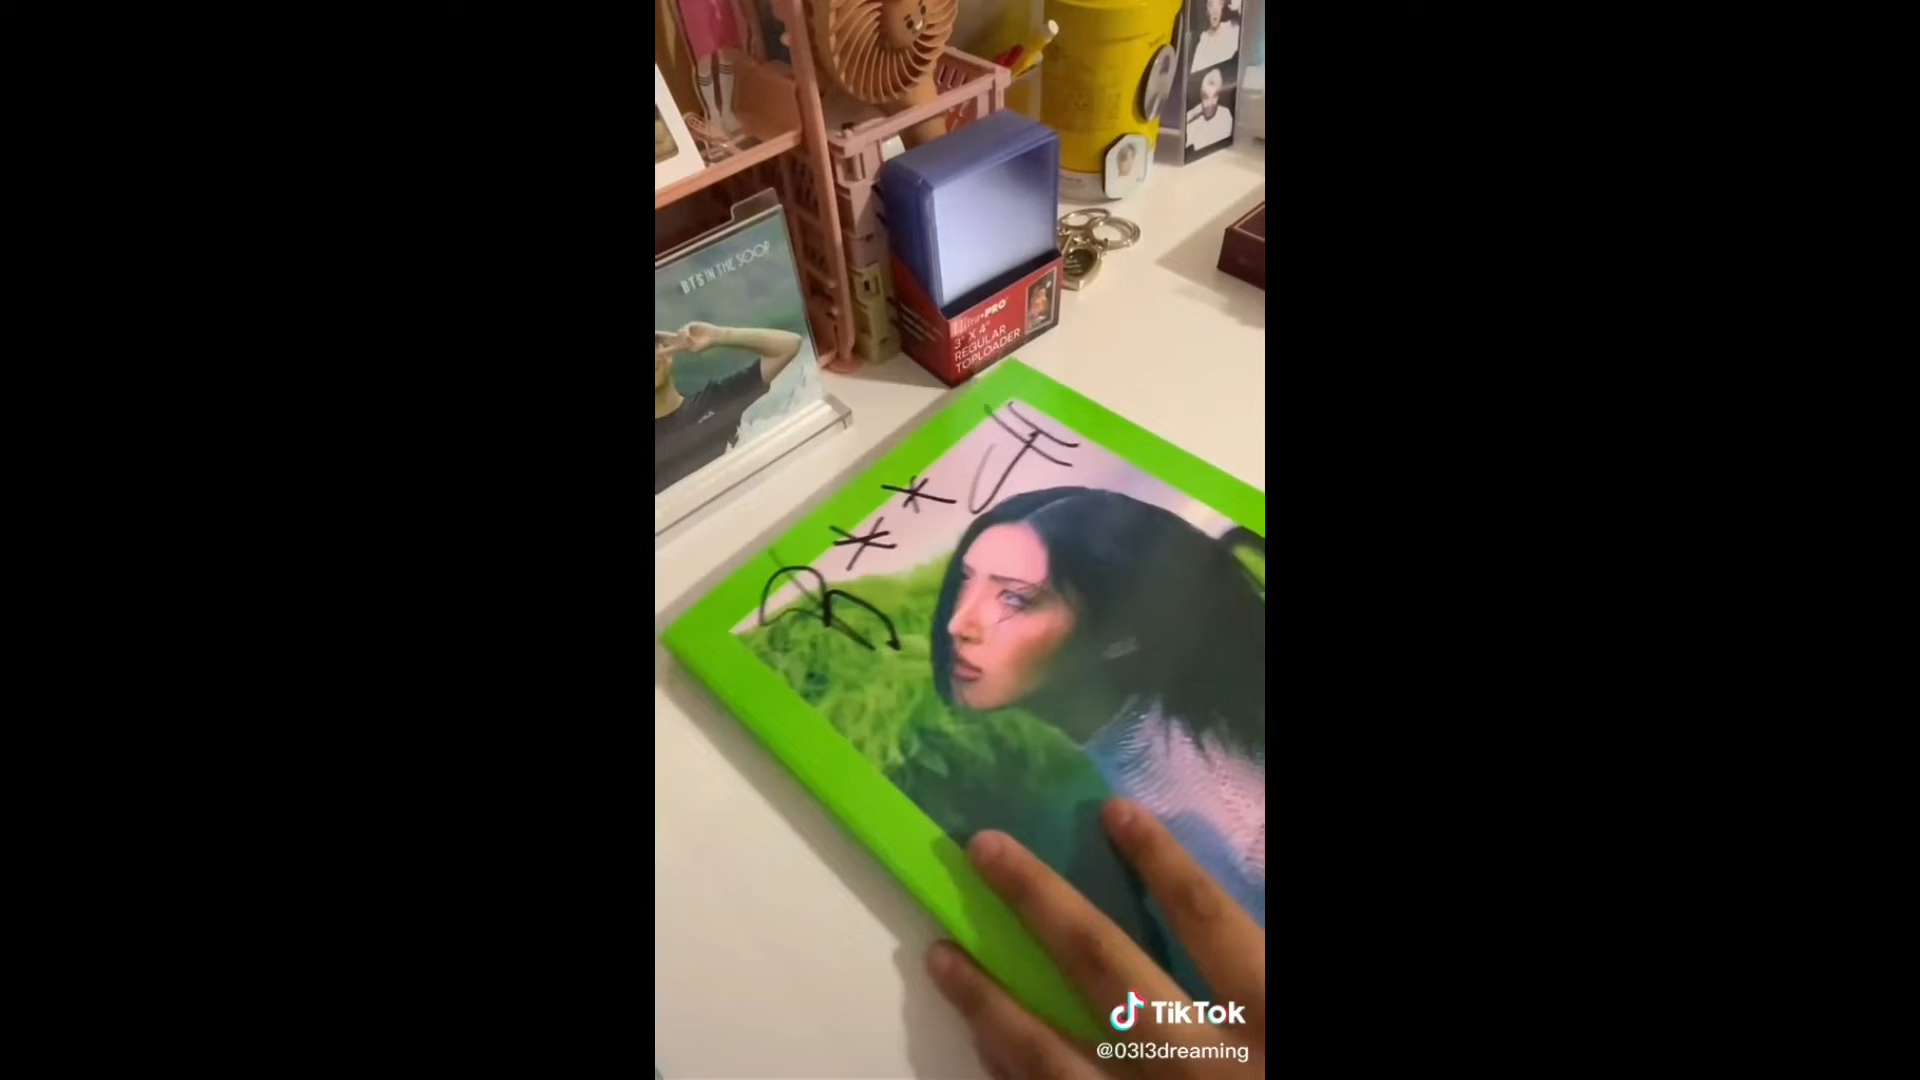 BTS IN THE SOOP
Ultra•PRO
3" X 4"
REGULAR
TOPLOADER
TikTok
@03l3dreaming